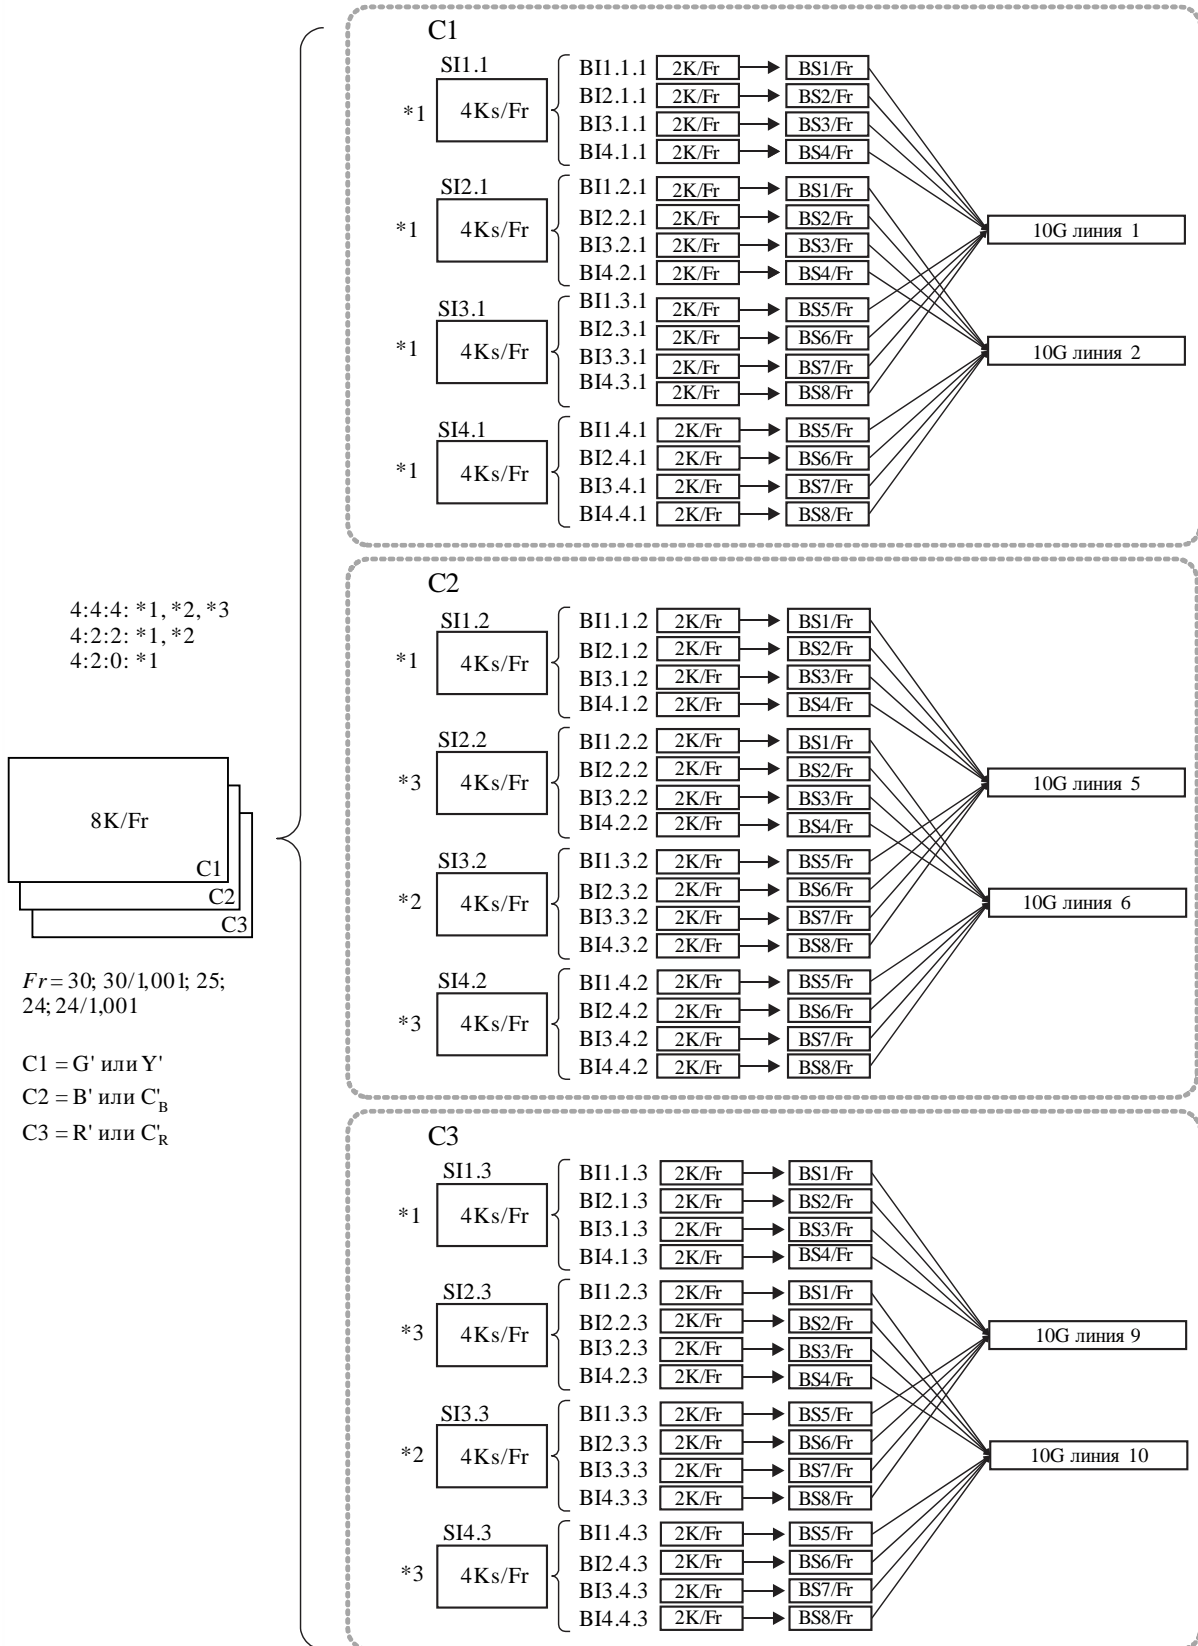 4:4:4: *1, *2, *3
4:2:2: *1, *2
4:2:0: *1
8K/Fr
C1
C2
C3
Fr = 30; 30/1,001; 25;
24; 24/1,001
C1 = G' или Y'
C2 = B' или C'B
C3 = R' или C'R
C1
SI1.1
*1
4Ks/Fr
BI1.1.1 2K/Fr BS1/Fr
BI2.1.1 2K/Fr BS2/Fr
BI3.1.1 2K/Fr BS3/Fr
BI4.1.1 2K/Fr BS4/Fr
SI2.1
*1
4Ks/Fr
BI1.2.1 2K/Fr BS1/Fr
BI2.2.1 2K/Fr BS2/Fr
BI3.2.1 2K/Fr BS3/Fr
BI4.2.1 2K/Fr BS4/Fr
SI3.1
*1
4Ks/Fr
BI1.3.1 2K/Fr BS5/Fr
BI2.3.1 2K/Fr BS6/Fr
BI3.3.1 2K/Fr BS7/Fr
BI4.3.1 2K/Fr BS8/Fr
SI4.1
*1
4Ks/Fr
BI1.4.1 2K/Fr BS5/Fr
BI2.4.1 2K/Fr BS6/Fr
BI3.4.1 2K/Fr BS7/Fr
BI4.4.1 2K/Fr BS8/Fr
10G линия 1
10G линия 2
C2
SI1.2
*1
4Ks/Fr
BI1.1.2 2K/Fr BS1/Fr
BI2.1.2 2K/Fr BS2/Fr
BI3.1.2 2K/Fr BS3/Fr
BI4.1.2 2K/Fr BS4/Fr
SI2.2
*3
4Ks/Fr
BI1.2.2 2K/Fr BS1/Fr
BI2.2.2 2K/Fr BS2/Fr
BI3.2.2 2K/Fr BS3/Fr
BI4.2.2 2K/Fr BS4/Fr
SI3.2
*2
4Ks/Fr
BI1.3.2 2K/Fr BS5/Fr
BI2.3.2 2K/Fr BS6/Fr
BI3.3.2 2K/Fr BS7/Fr
BI4.3.2 2K/Fr BS8/Fr
SI4.2
*3
4Ks/Fr
BI1.4.2 2K/Fr BS5/Fr
BI2.4.2 2K/Fr BS6/Fr
BI3.4.2 2K/Fr BS7/Fr
BI4.4.2 2K/Fr BS8/Fr
10G линия 5
10G линия 6
C3
SI1.3
*1
4Ks/Fr
BI1.1.3 2K/Fr BS1/Fr
BI2.1.3 2K/Fr BS2/Fr
BI3.1.3 2K/Fr BS3/Fr
BI4.1.3 2K/Fr BS4/Fr
SI2.3
*3
4Ks/Fr
BI1.2.3 2K/Fr BS1/Fr
BI2.2.3 2K/Fr BS2/Fr
BI3.2.3 2K/Fr BS3/Fr
BI4.2.3 2K/Fr BS4/Fr
SI3.3
*2
4Ks/Fr
BI1.3.3 2K/Fr BS5/Fr
BI2.3.3 2K/Fr BS6/Fr
BI3.3.3 2K/Fr BS7/Fr
BI4.3.3 2K/Fr BS8/Fr
SI4.3
*3
4Ks/Fr
BI1.4.3 2K/Fr BS5/Fr
BI2.4.3 2K/Fr BS6/Fr
BI3.4.3 2K/Fr BS7/Fr
BI4.4.3 2K/Fr BS8/Fr
10G линия 9
10G линия 10